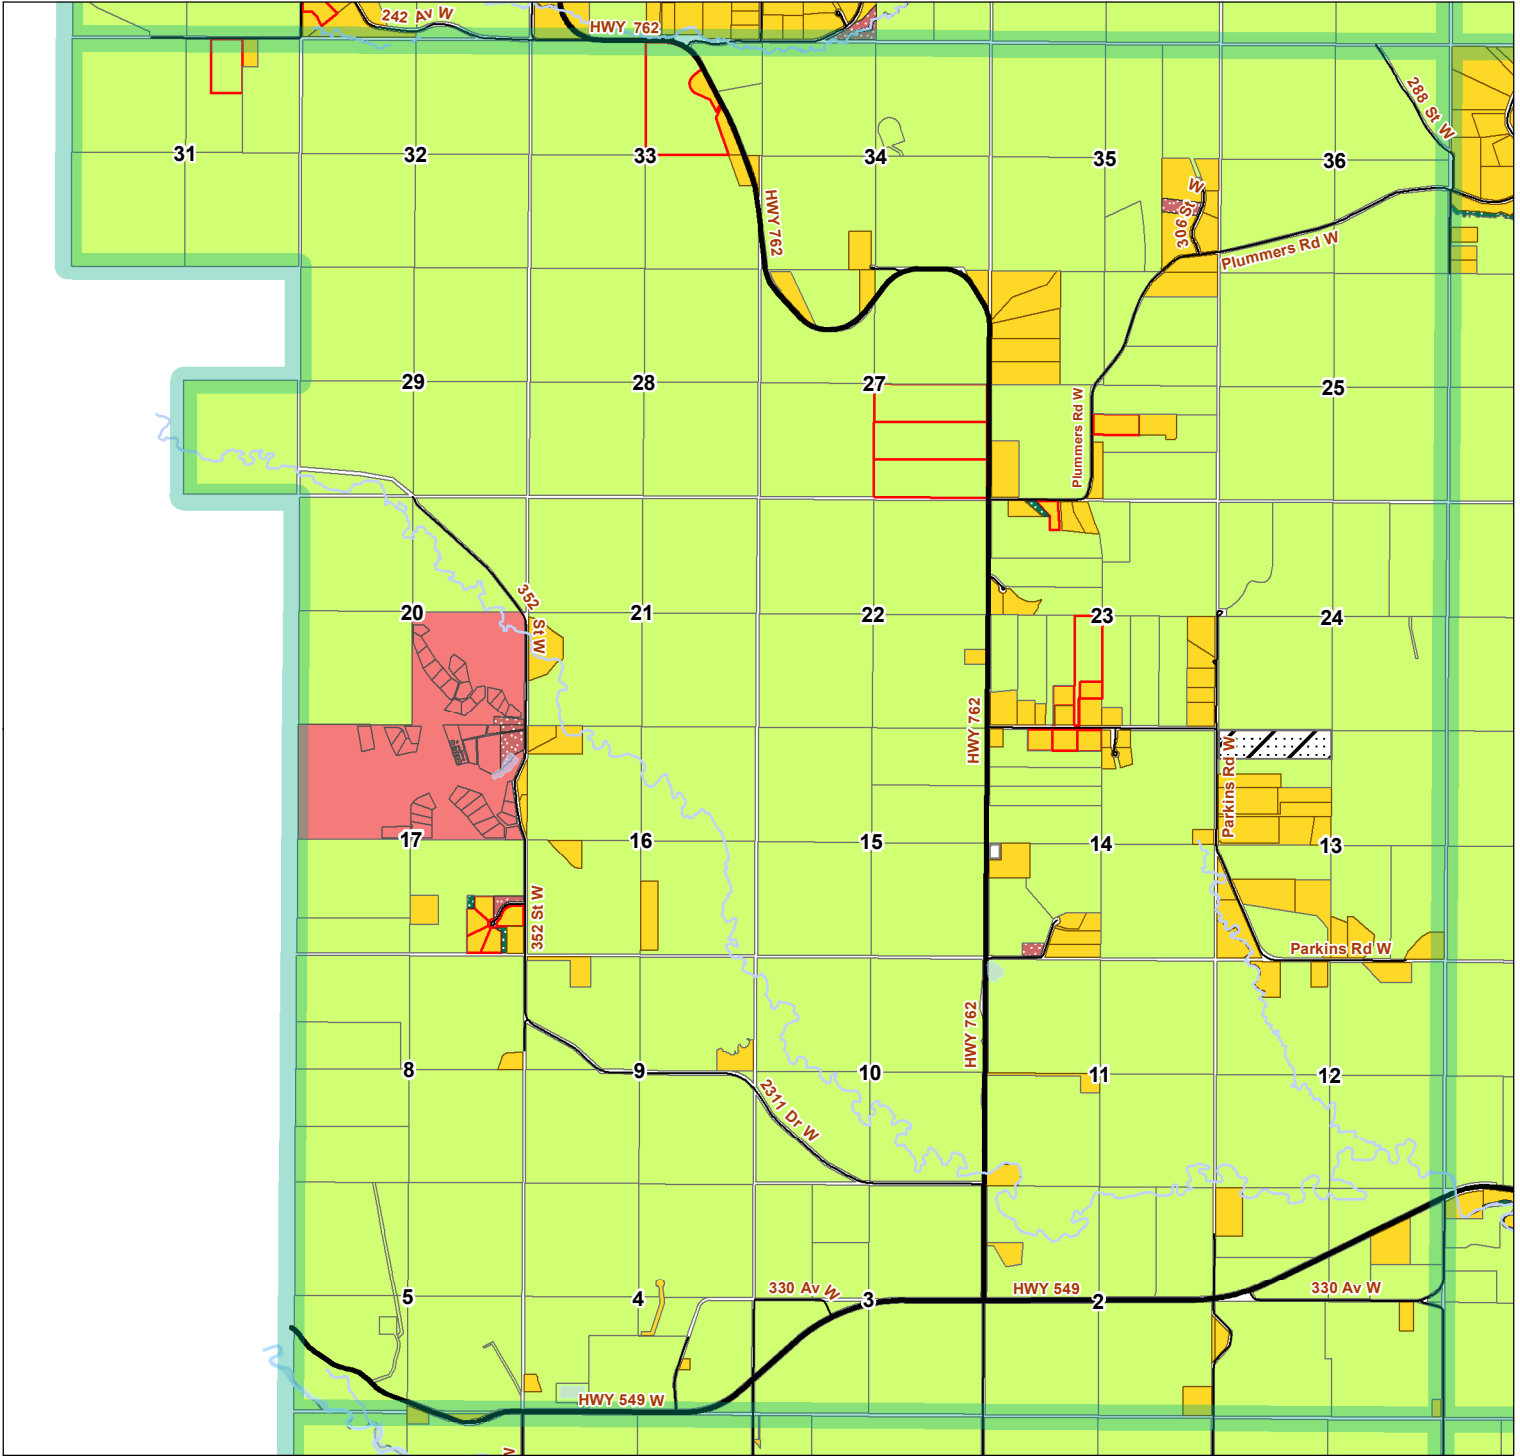 242 AV W
HWY 762
288 St W
31
32
33
34
35
36
306 St W
HWY 762
Plummers Rd W
29
28
27
25
Plummers Rd W
352 St W
20
21
22
23
24
HWY 762
Parkins Rd W
17
16
15
14
13
352 St W
Parkins Rd W
HWY 762
8
9
10
11
12
2311 Dr W
5
4
330 Av W
3
HWY 549
2
330 Av W
HWY 549 W
W